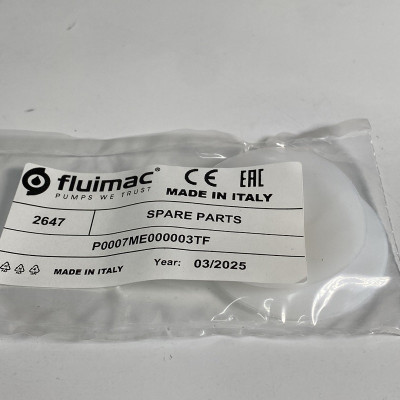 fluimac®
PUMPS WE TRUST
CE EAC
MADE IN ITALY
2647 SPARE PARTS
P0007ME000003TF
MADE IN ITALY Year: 03/2025